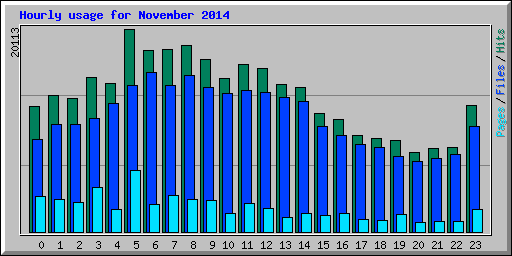 Hourly usage for November 2014
20113
Pages / Files / Hits
0 1 2 3 4 5 6 7 8 9 10 11 12 13 14 15 16 17 18 19 20 21 22 23